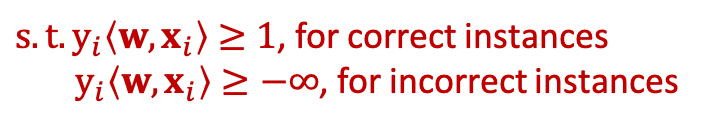 s.t. yᵢ⟨w, xᵢ⟩ ≥ 1, for correct instances
yᵢ⟨w, xᵢ⟩ ≥ −∞, for incorrect instances